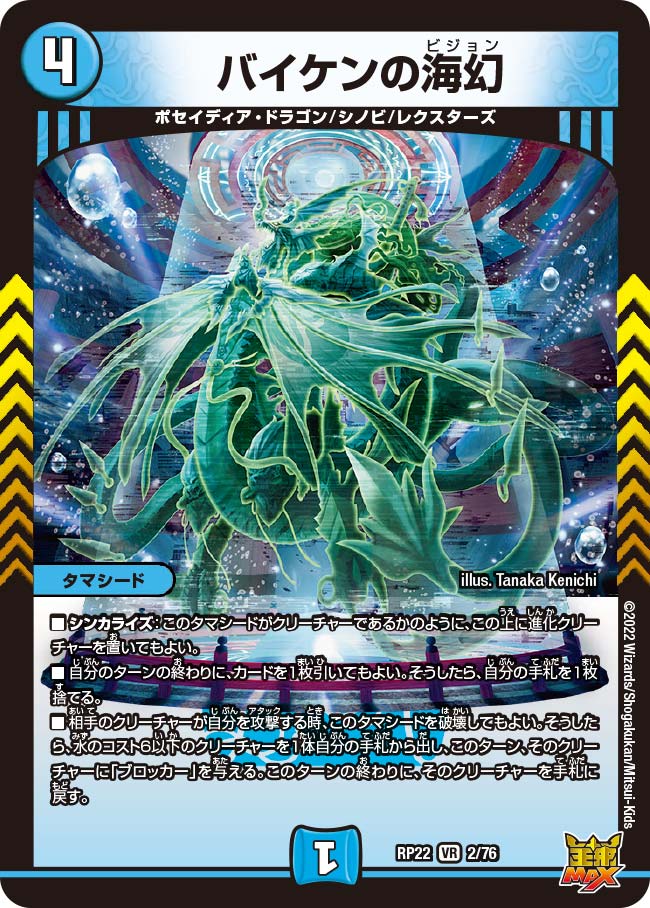 4
ビジョン
バイケンの海幻
ポセイディア・ドラゴン/シノビ/レクスターズ
タマシード
illus. Tanaka Kenichi
■シンカライズ:このタマシードがクリーチャーであるかのように、この上に進化クリー
チャーを置いてもよい。
■自分のターンの終わりに、カードを1枚引いてもよい。そうしたら、自分の手札を1枚
捨てる。
■相手のクリーチャーが自分を攻撃する時、このタマシードを破壊してもよい。そうした
ら、水のコスト6以下のクリーチャーを1体自分の手札から出し、このターン、そのクリー
チャーに「ブロッカー」を与える。このターンの終わりに、そのクリーチャーを手札に
戻す。
©2022 Wizards/Shogakukan/Mitsui-Kids
1
RP22 VR 2/76
王来
MAX